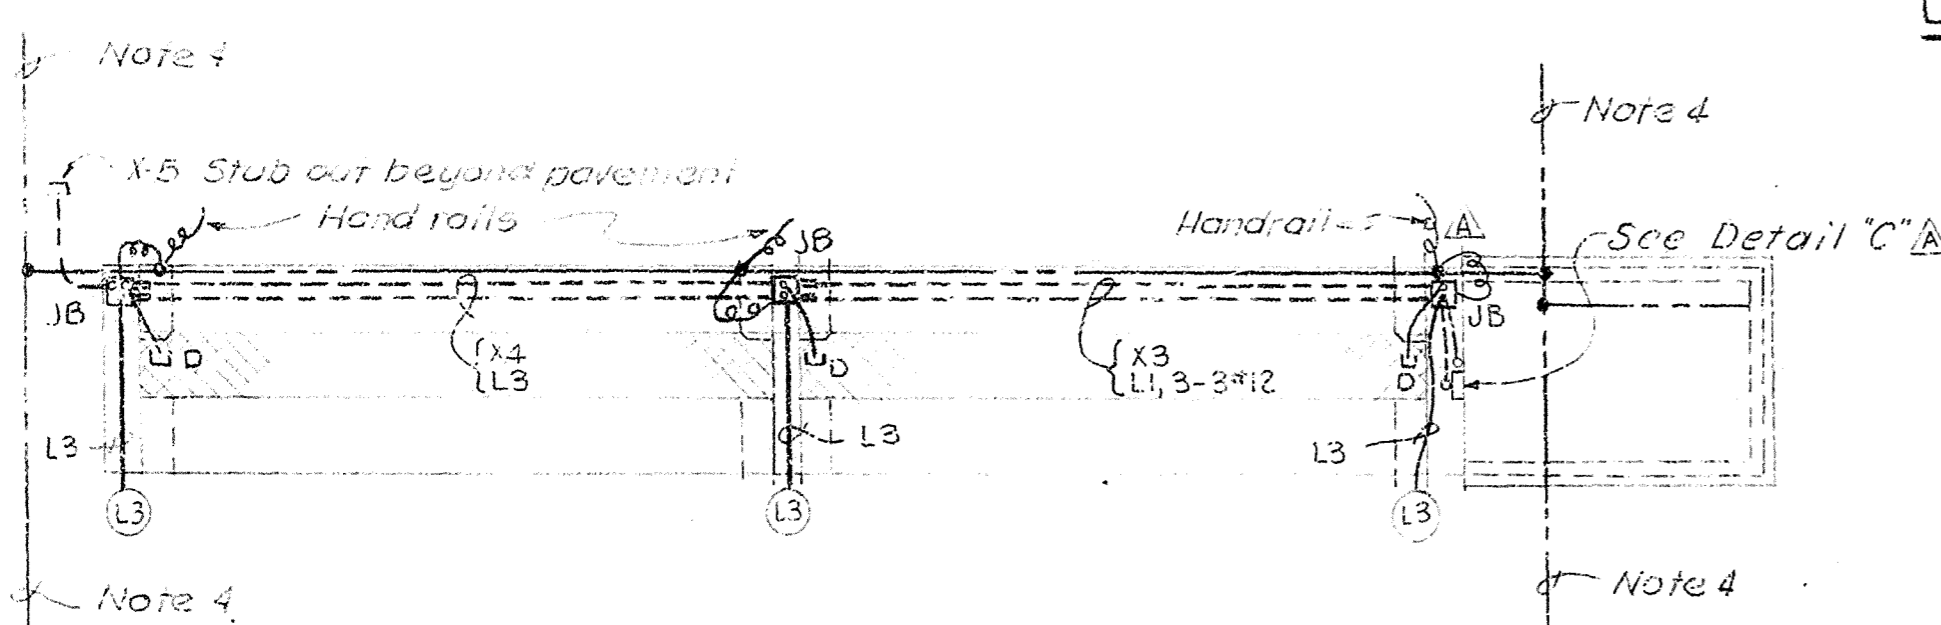 Note 4
Note 4
X-5 Stub out beyond pavement
Hand rails
JB
Handrail
A
See Detail "C" A
JB
JB
D
X4
L3
D
X3
L1, 3-3#12
D
L3
L3
L3
L3
L3
L3
Note 4
Note 4